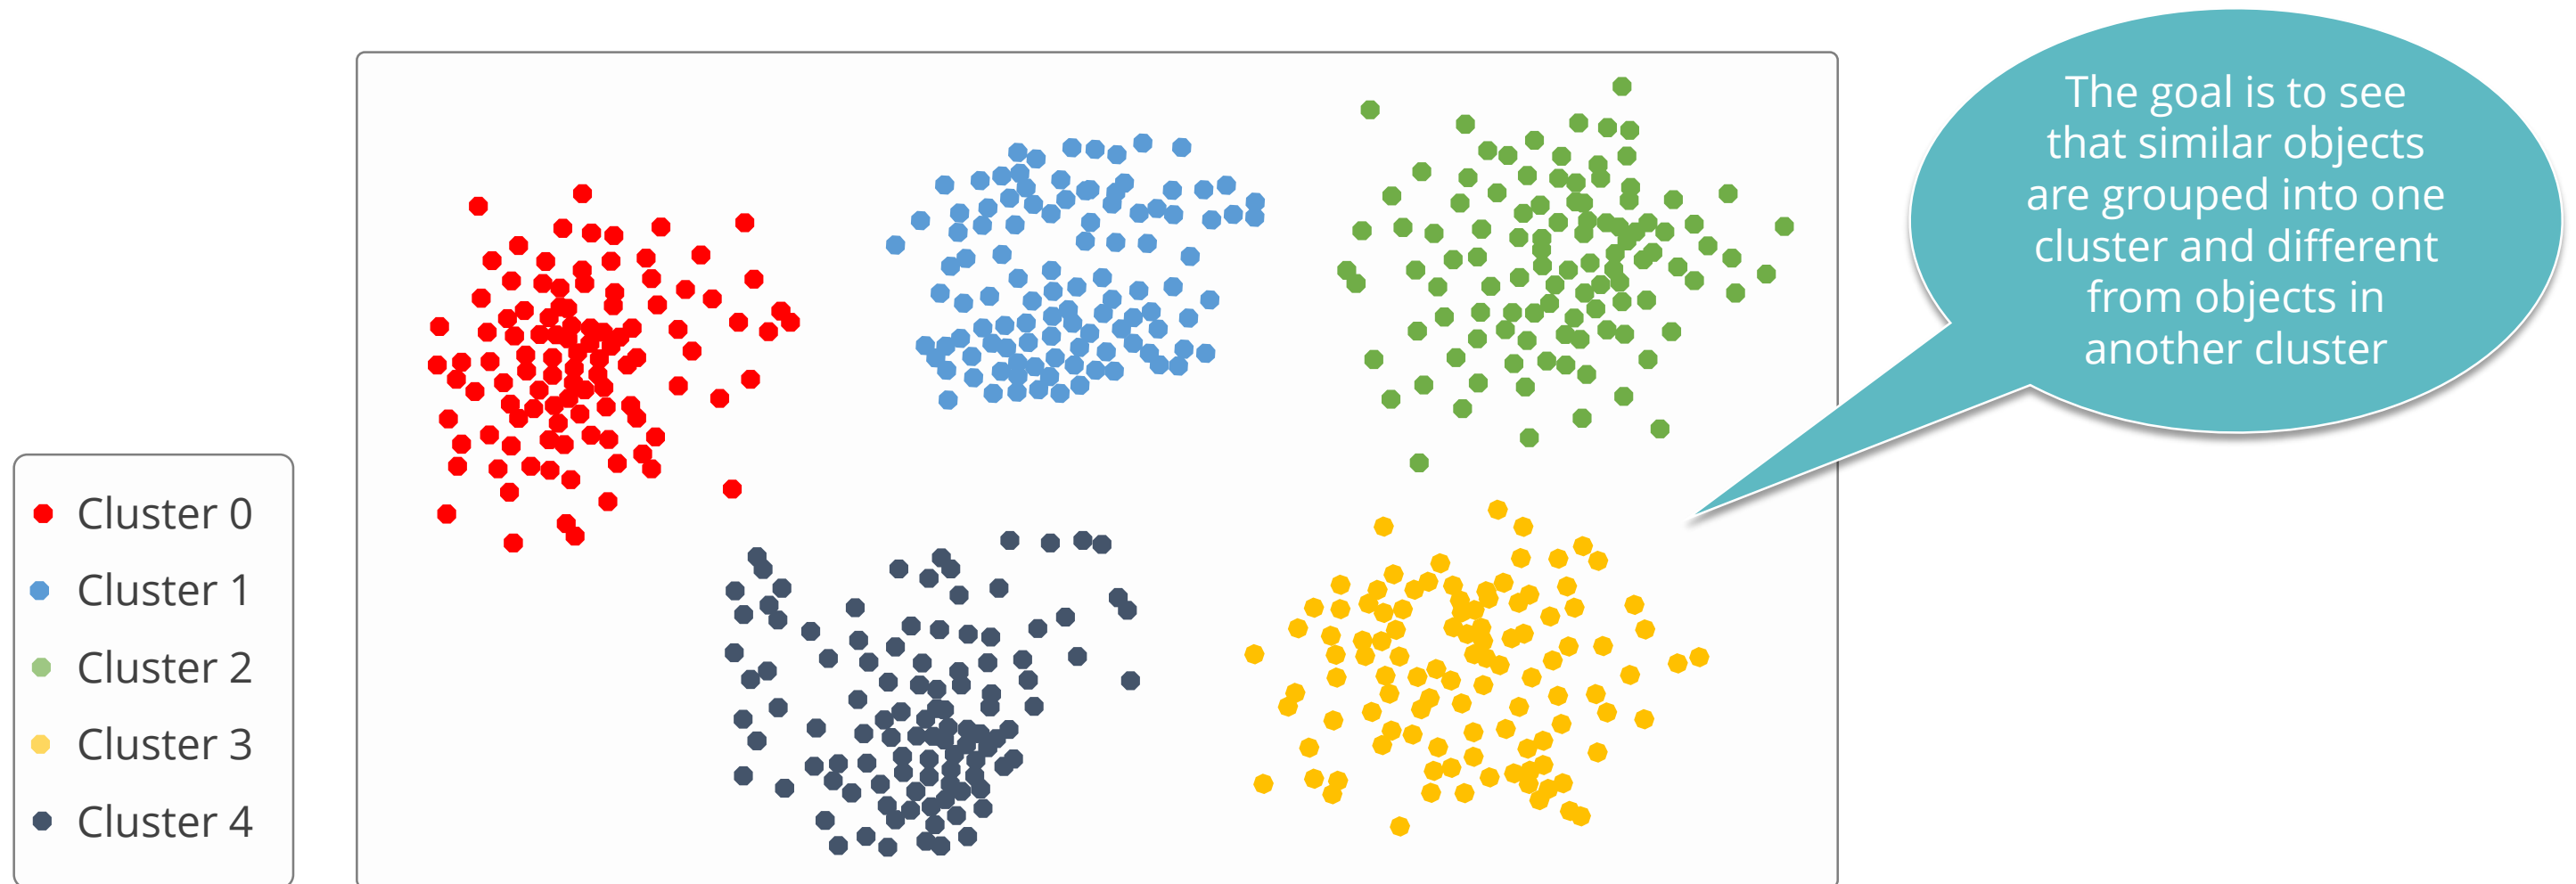 The goal is to see
that similar objects
are grouped into one
cluster and different
from objects in
another cluster
Cluster 0
Cluster 1
Cluster 2
Cluster 3
Cluster 4